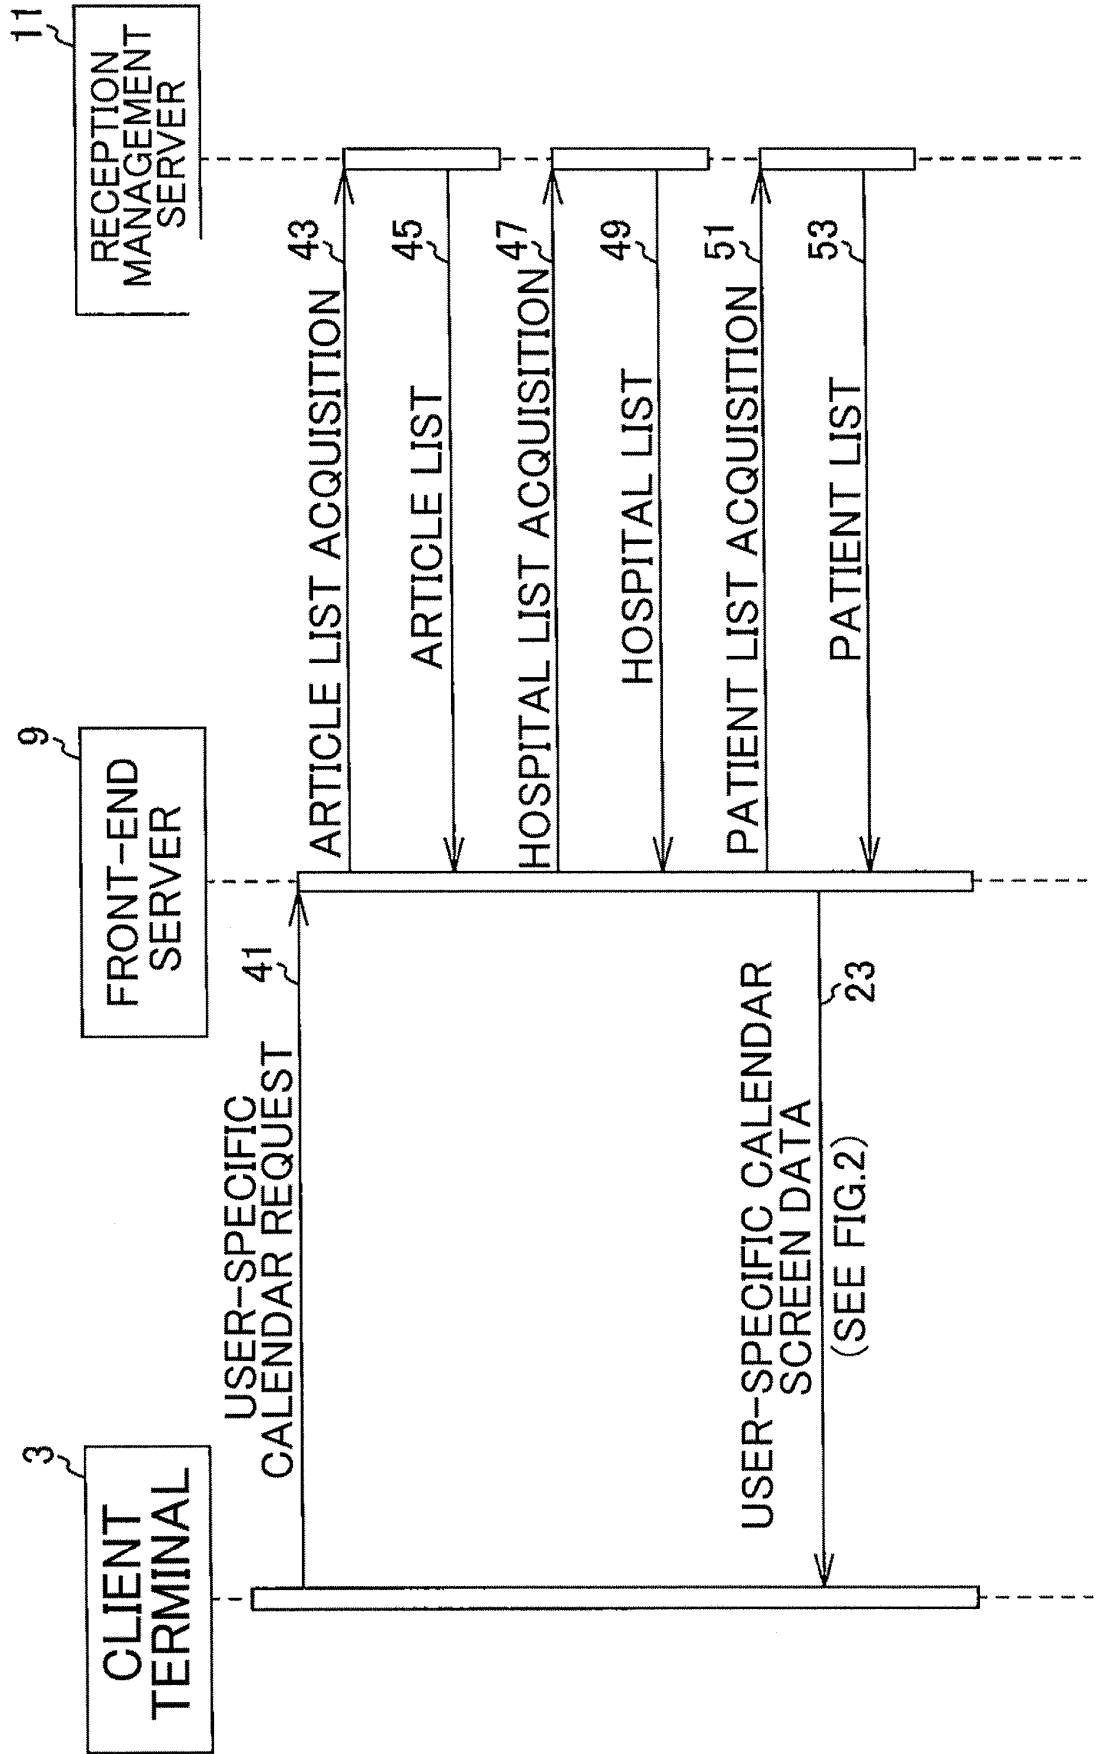 3
CLIENT
TERMINAL
9
FRONT-END
SERVER
11
RECEPTION
MANAGEMENT
SERVER
USER-SPECIFIC
CALENDAR REQUEST
41
ARTICLE LIST ACQUISITION
43
ARTICLE LIST
45
HOSPITAL LIST ACQUISITION
47
HOSPITAL LIST
49
PATIENT LIST ACQUISITION
51
USER-SPECIFIC CALENDAR
SCREEN DATA
(SEE FIG.2)
23
PATIENT LIST
53